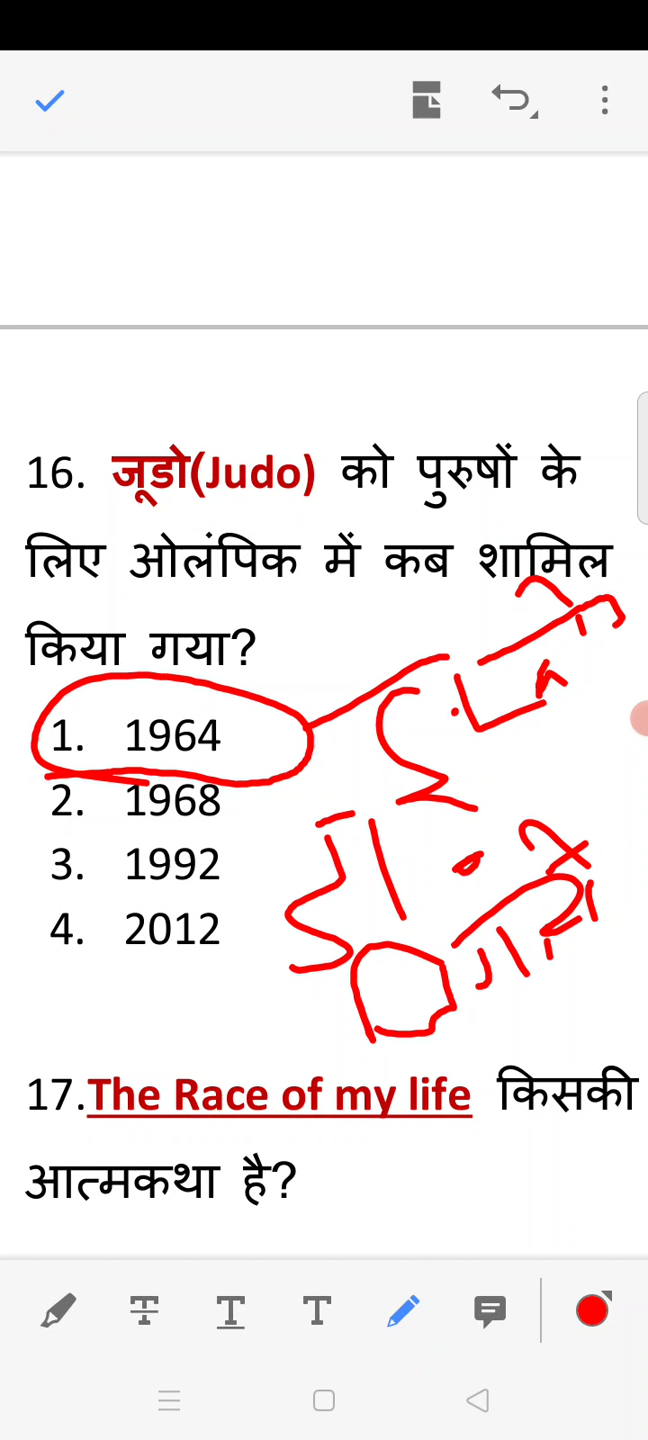 16. जूडो(Judo) को पुरुषों के
लिए ओलंपिक में कब शामिल
किया गया?
1. 1964
2. 1968
3. 1992
4. 2012
17.The Race of my life किसकी
आत्मकथा है?